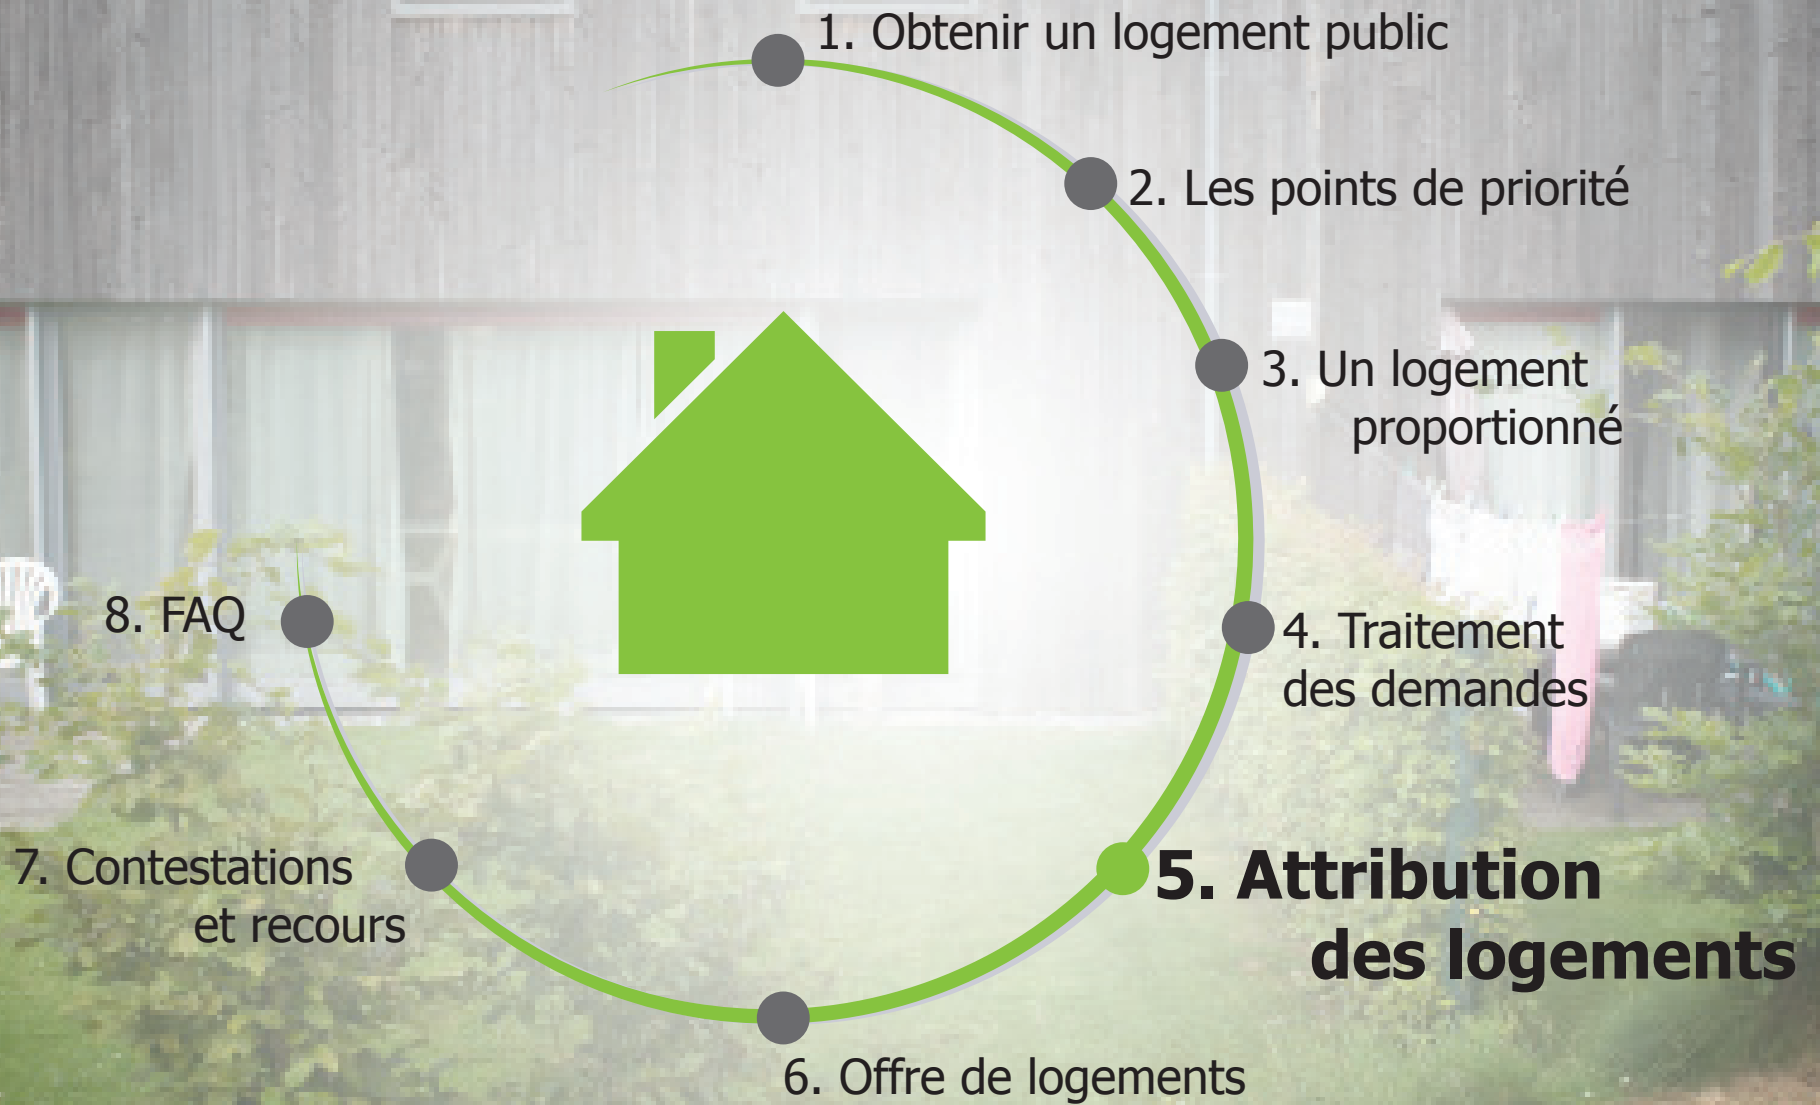 1. Obtenir un logement public
2. Les points de priorité
3. Un logement
proportionné
4. Traitement
des demandes
5. Attribution
des logements
6. Offre de logements
7. Contestations
et recours
8. FAQ